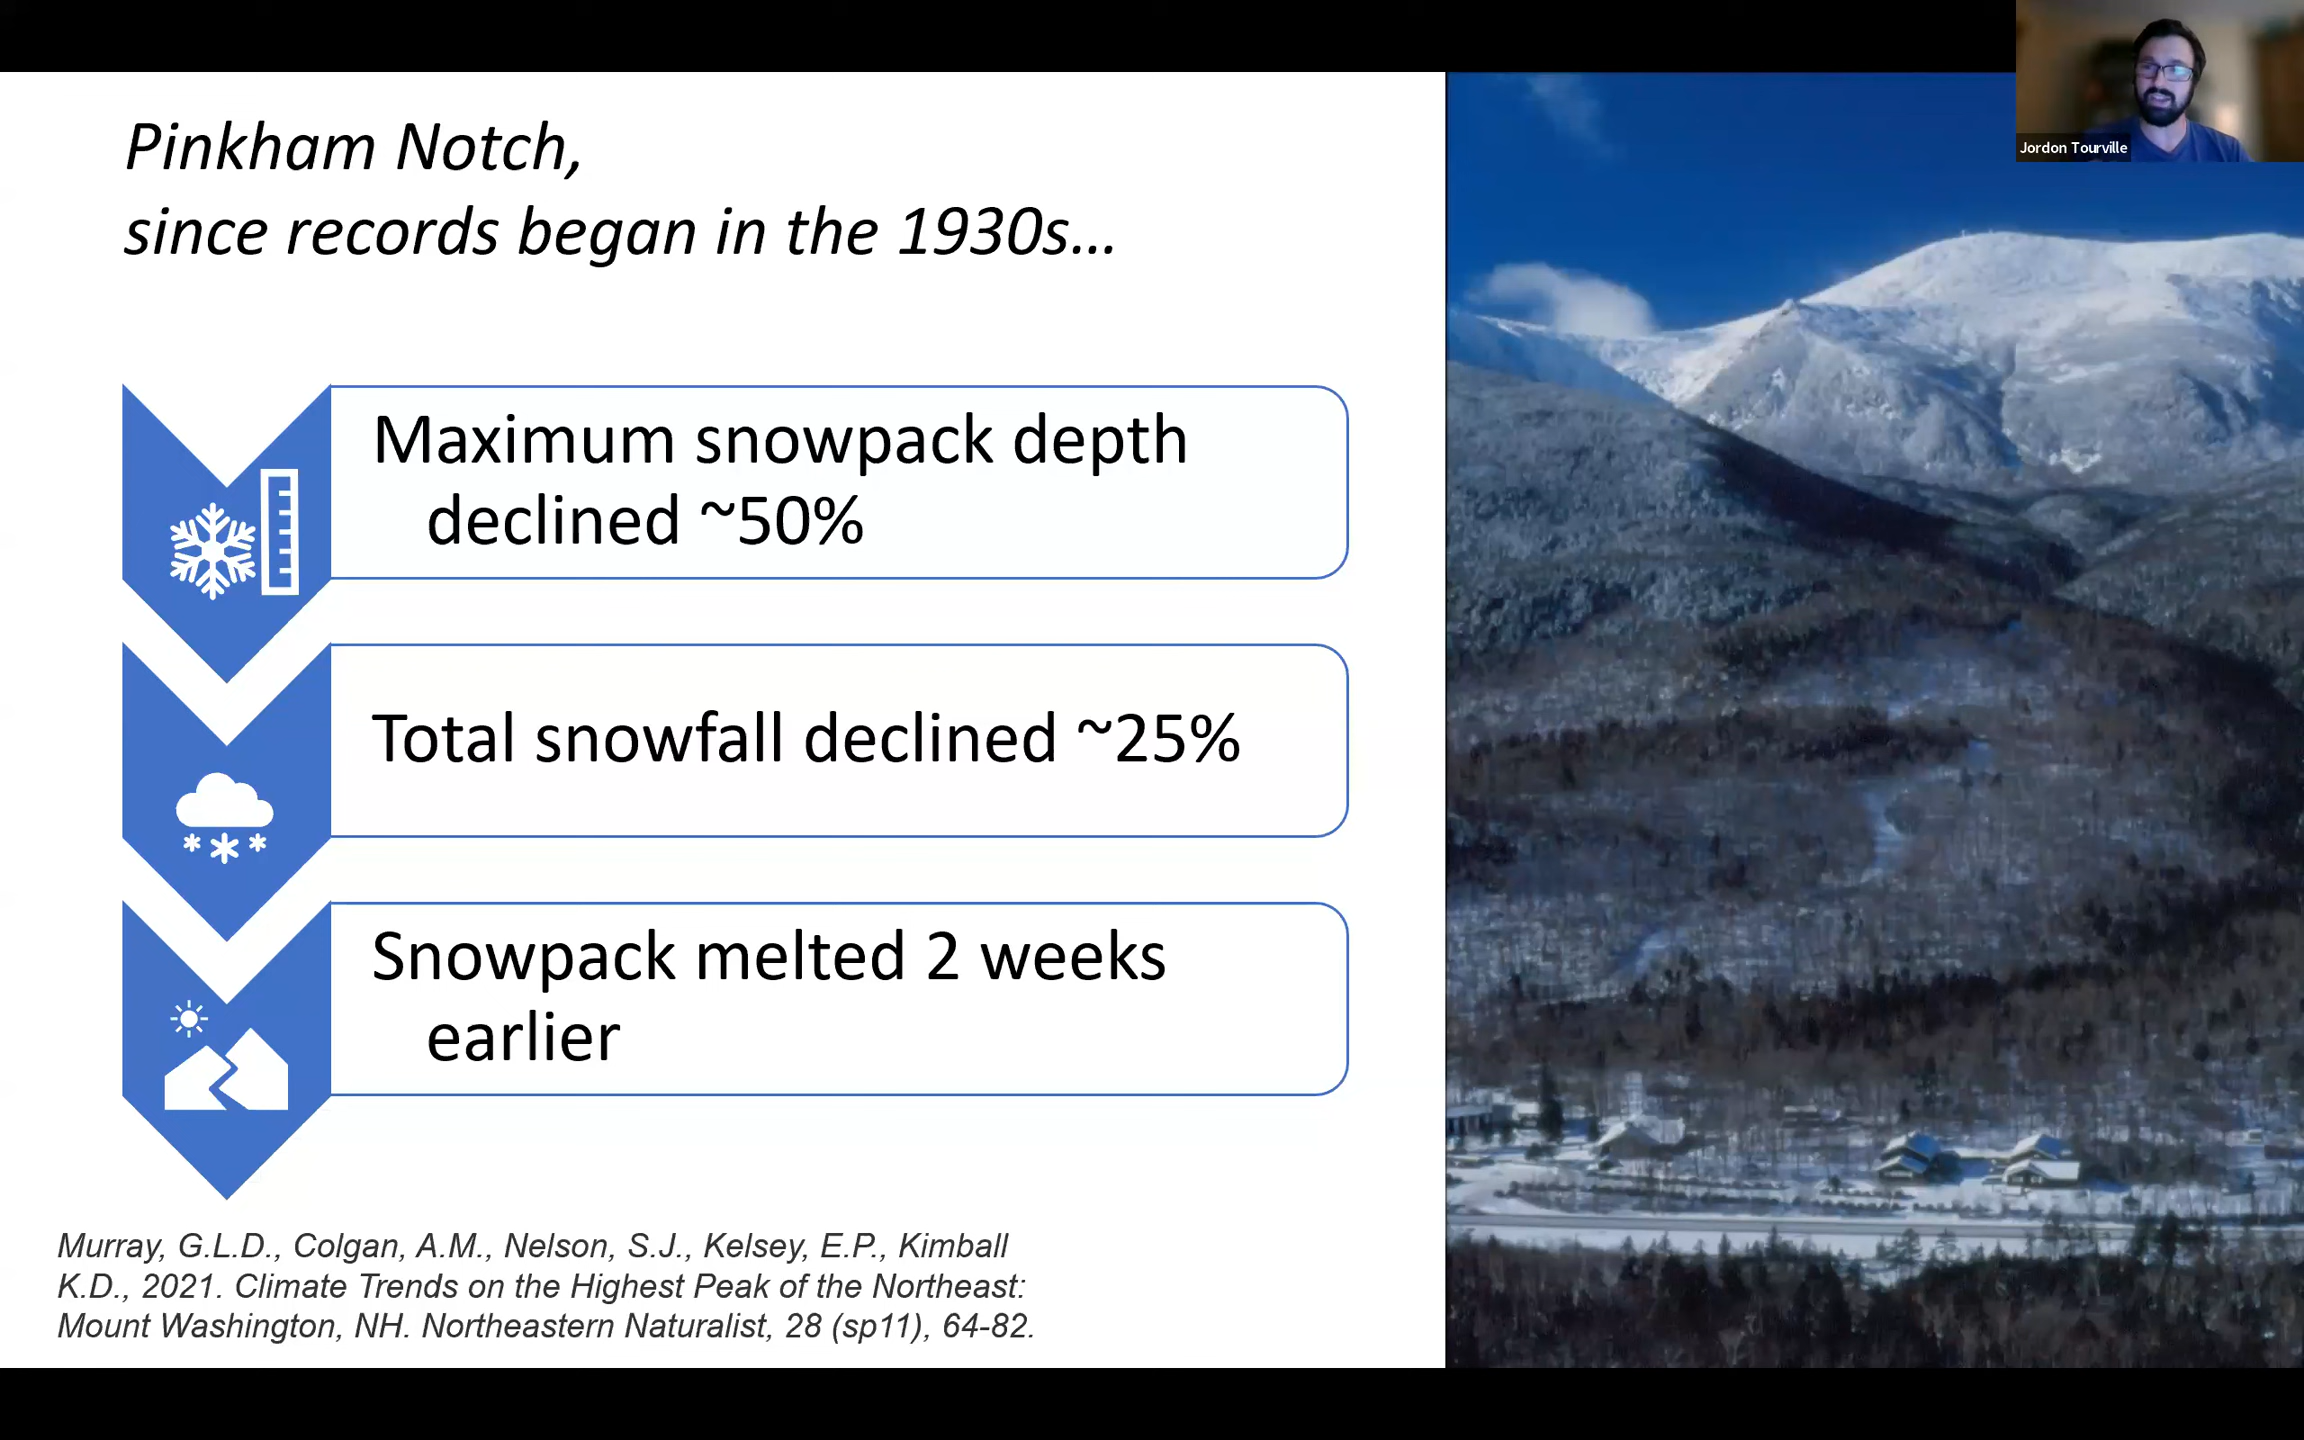 Pinkham Notch,
since records began in the 1930s...
Jordon Tourville
Maximum snowpack depth
declined ~50%
Total snowfall declined ~25%
Snowpack melted 2 weeks
earlier
Murray, G.L.D., Colgan, A.M., Nelson, S.J., Kelsey, E.P., Kimball
K.D., 2021. Climate Trends on the Highest Peak of the Northeast:
Mount Washington, NH. Northeastern Naturalist, 28 (sp11), 64-82.